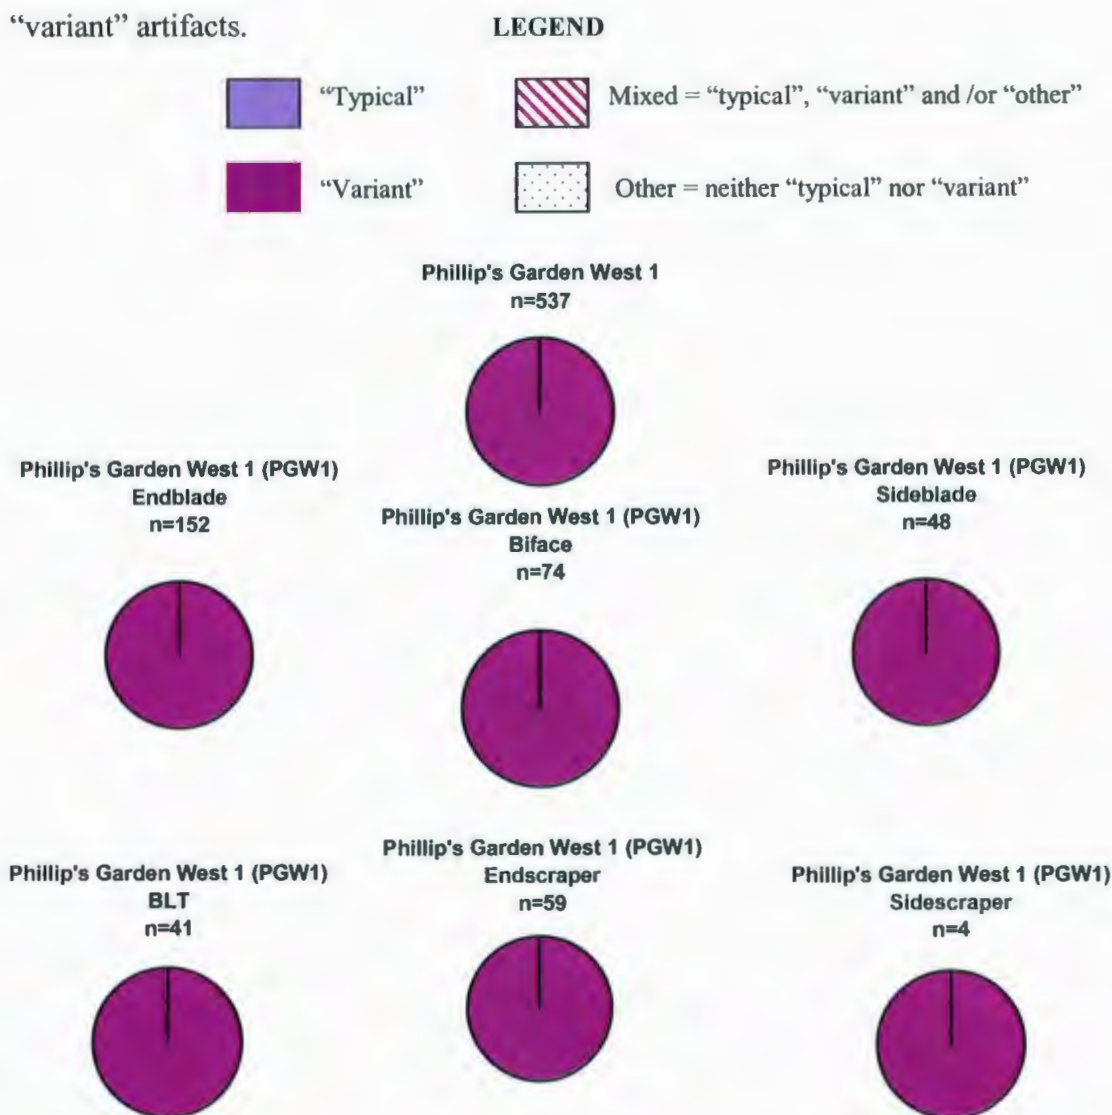 “variant” artifacts.
LEGEND
“Typical”
Mixed = “typical”, “variant” and /or “other”
“Variant”
Other = neither “typical” nor “variant”
Phillip's Garden West 1
n=537
Phillip's Garden West 1 (PGW1)
Endblade
n=152
Phillip's Garden West 1 (PGW1)
Biface
n=74
Phillip's Garden West 1 (PGW1)
Sideblade
n=48
Phillip's Garden West 1 (PGW1)
BLT
n=41
Phillip's Garden West 1 (PGW1)
Endscraper
n=59
Phillip's Garden West 1 (PGW1)
Sidescraper
n=4